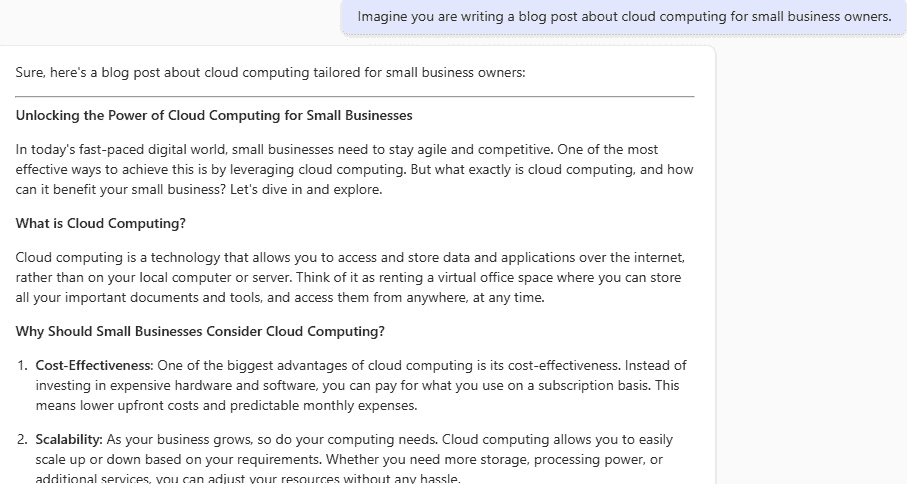 Imagine you are writing a blog post about cloud computing for small business owners.
Sure, here's a blog post about cloud computing tailored for small business owners:
Unlocking the Power of Cloud Computing for Small Businesses
In today's fast-paced digital world, small businesses need to stay agile and competitive. One of the most
effective ways to achieve this is by leveraging cloud computing. But what exactly is cloud computing, and how
can it benefit your small business? Let's dive in and explore.
What is Cloud Computing?
Cloud computing is a technology that allows you to access and store data and applications over the internet,
rather than on your local computer or server. Think of it as renting a virtual office space where you can store
all your important documents and tools, and access them from anywhere, at any time.
Why Should Small Businesses Consider Cloud Computing?
1. Cost-Effectiveness: One of the biggest advantages of cloud computing is its cost-effectiveness. Instead of
investing in expensive hardware and software, you can pay for what you use on a subscription basis. This
means lower upfront costs and predictable monthly expenses.
2. Scalability: As your business grows, so do your computing needs. Cloud computing allows you to easily
scale up or down based on your requirements. Whether you need more storage, processing power, or
additional services, you can adjust your resources without any hassle.